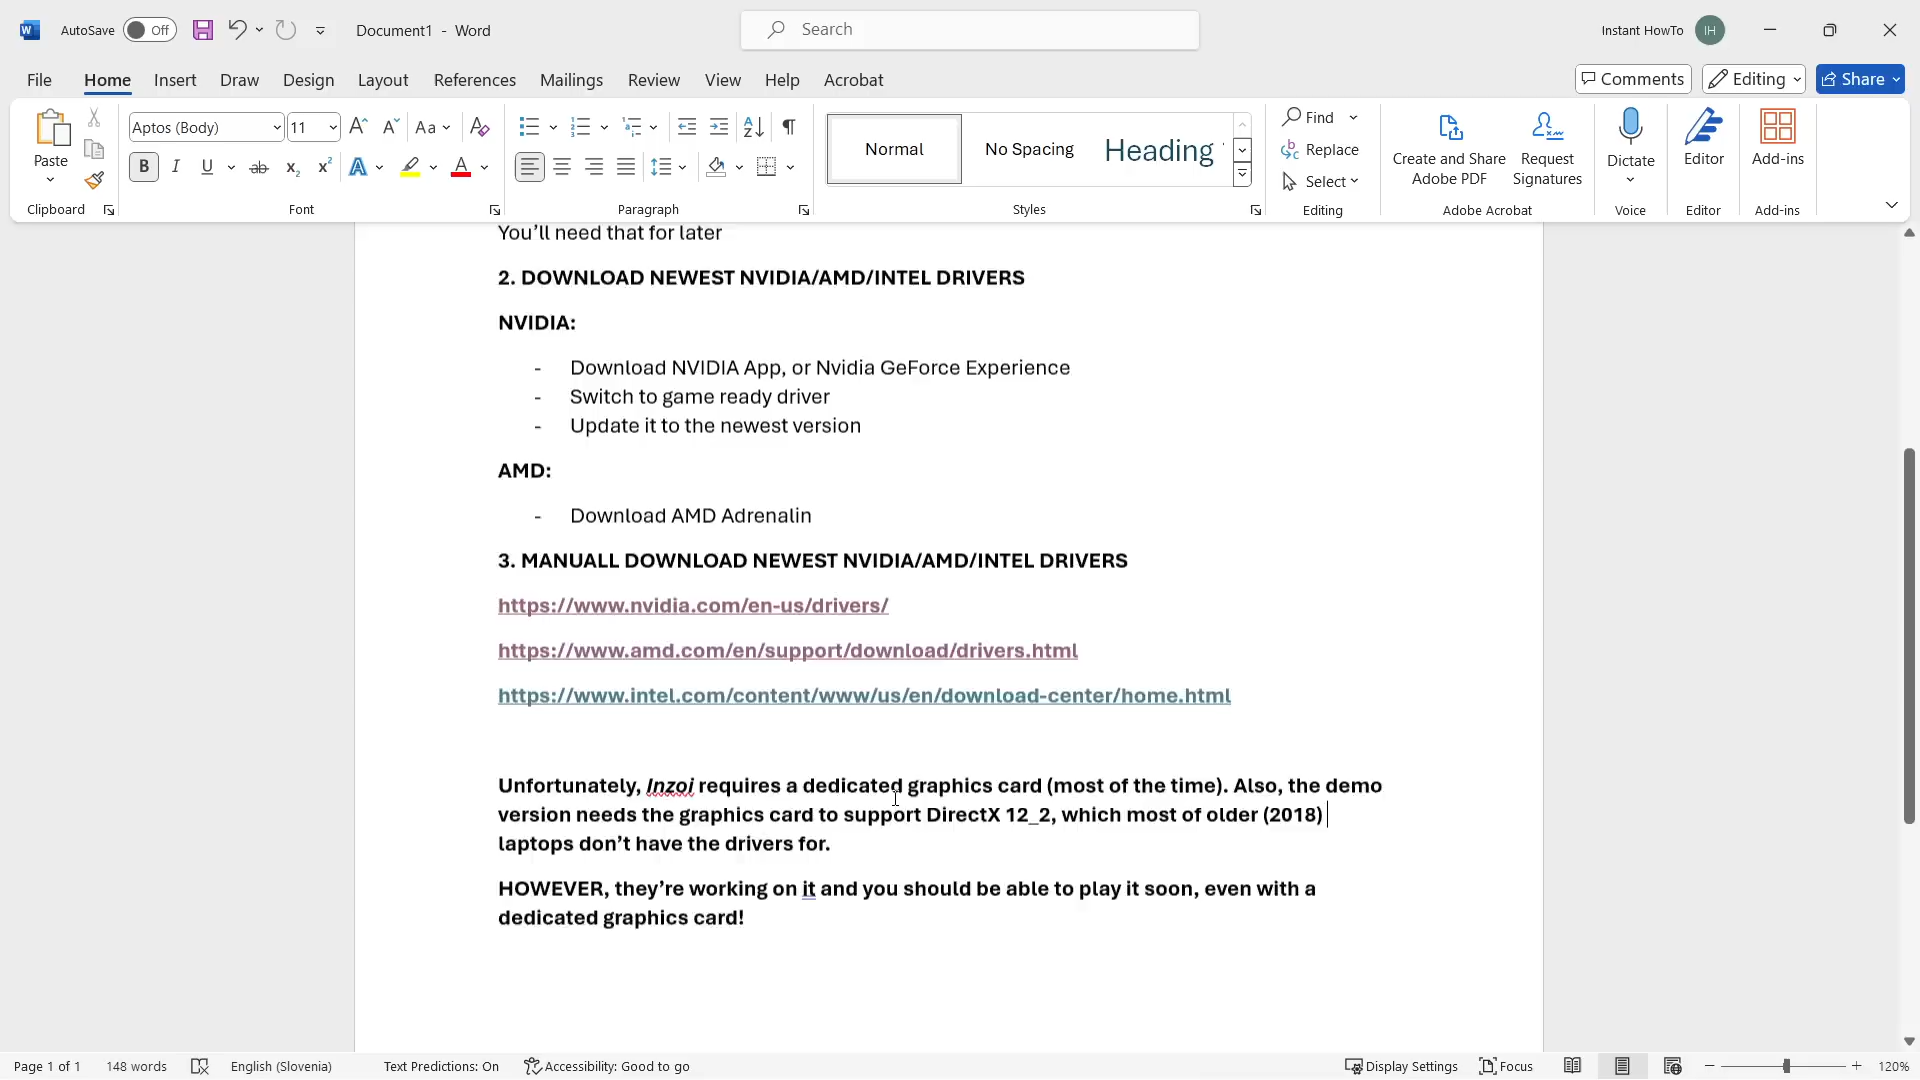 AutoSave Off Document1 - Word Search Instant HowTo IH
File Home Insert Draw Design Layout References Mailings Review View Help Acrobat Comments Editing Share
Paste Aptos (Body) 11 Aa Normal No Spacing Heading Find Replace Select Create and Share Adobe PDF Request Signatures Dictate Editor Add-ins
Clipboard Font Paragraph Styles Editing Adobe Acrobat Voice Editor Add-ins
You’ll need that for later
2. DOWNLOAD NEWEST NVIDIA/AMD/INTEL DRIVERS
NVIDIA:
- Download NVIDIA App, or Nvidia GeForce Experience
- Switch to game ready driver
- Update it to the newest version
AMD:
- Download AMD Adrenalin
3. MANUALL DOWNLOAD NEWEST NVIDIA/AMD/INTEL DRIVERS
https://www.nvidia.com/en-us/drivers/
https://www.amd.com/en/support/download/drivers.html
https://www.intel.com/content/www/us/en/download-center/home.html
Unfortunately, Inzoi requires a dedicated graphics card (most of the time). Also, the demo
version needs the graphics card to support DirectX 12_2, which most of older (2018)
laptops don’t have the drivers for.
HOWEVER, they’re working on it and you should be able to play it soon, even with a
dedicated graphics card!
Page 1 of 1 148 words English (Slovenia) Text Predictions: On Accessibility: Good to go Display Settings Focus 120%